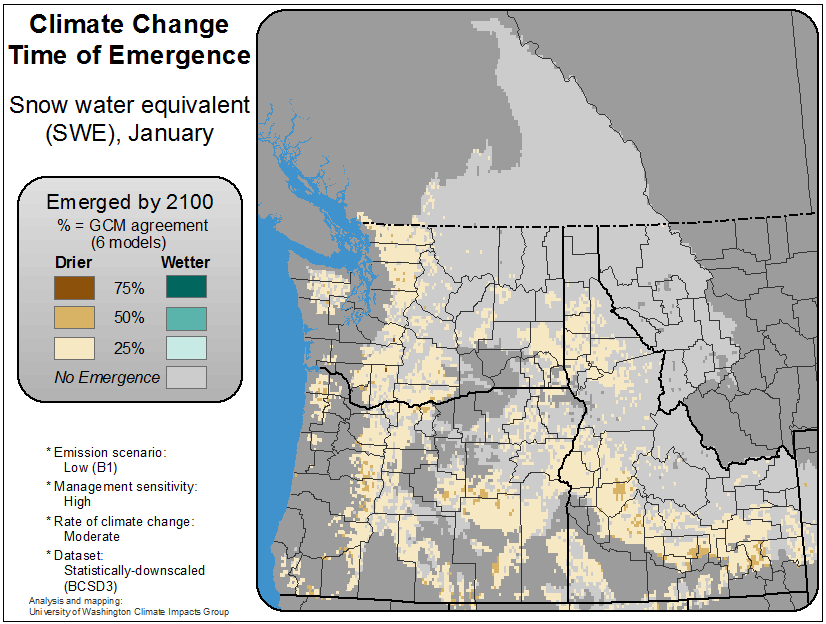 Climate Change
Time of Emergence
Snow water equivalent
(SWE), January
Emerged by 2100
% = GCM agreement
(6 models)
Drier Wetter
75%
50%
25%
No Emergence
* Emission scenario:
Low (B1)
* Management sensitivity:
High
* Rate of climate change:
Moderate
* Dataset:
Statistically-downscaled
(BCSD3)
Analysis and mapping:
University of Washington Climate Impacts Group